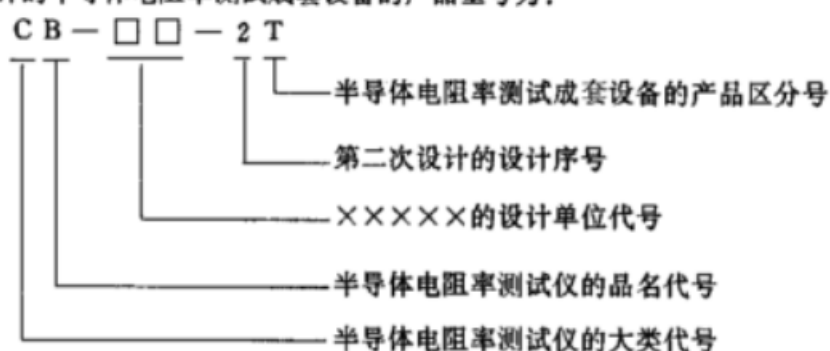 CB—□□—2T
半导体电阻率测试成套设备的产品区分号
第二次设计的设计序号
×××××的设计单位代号
半导体电阻率测试仪的品名代号
半导体电阻率测试仪的大类代号